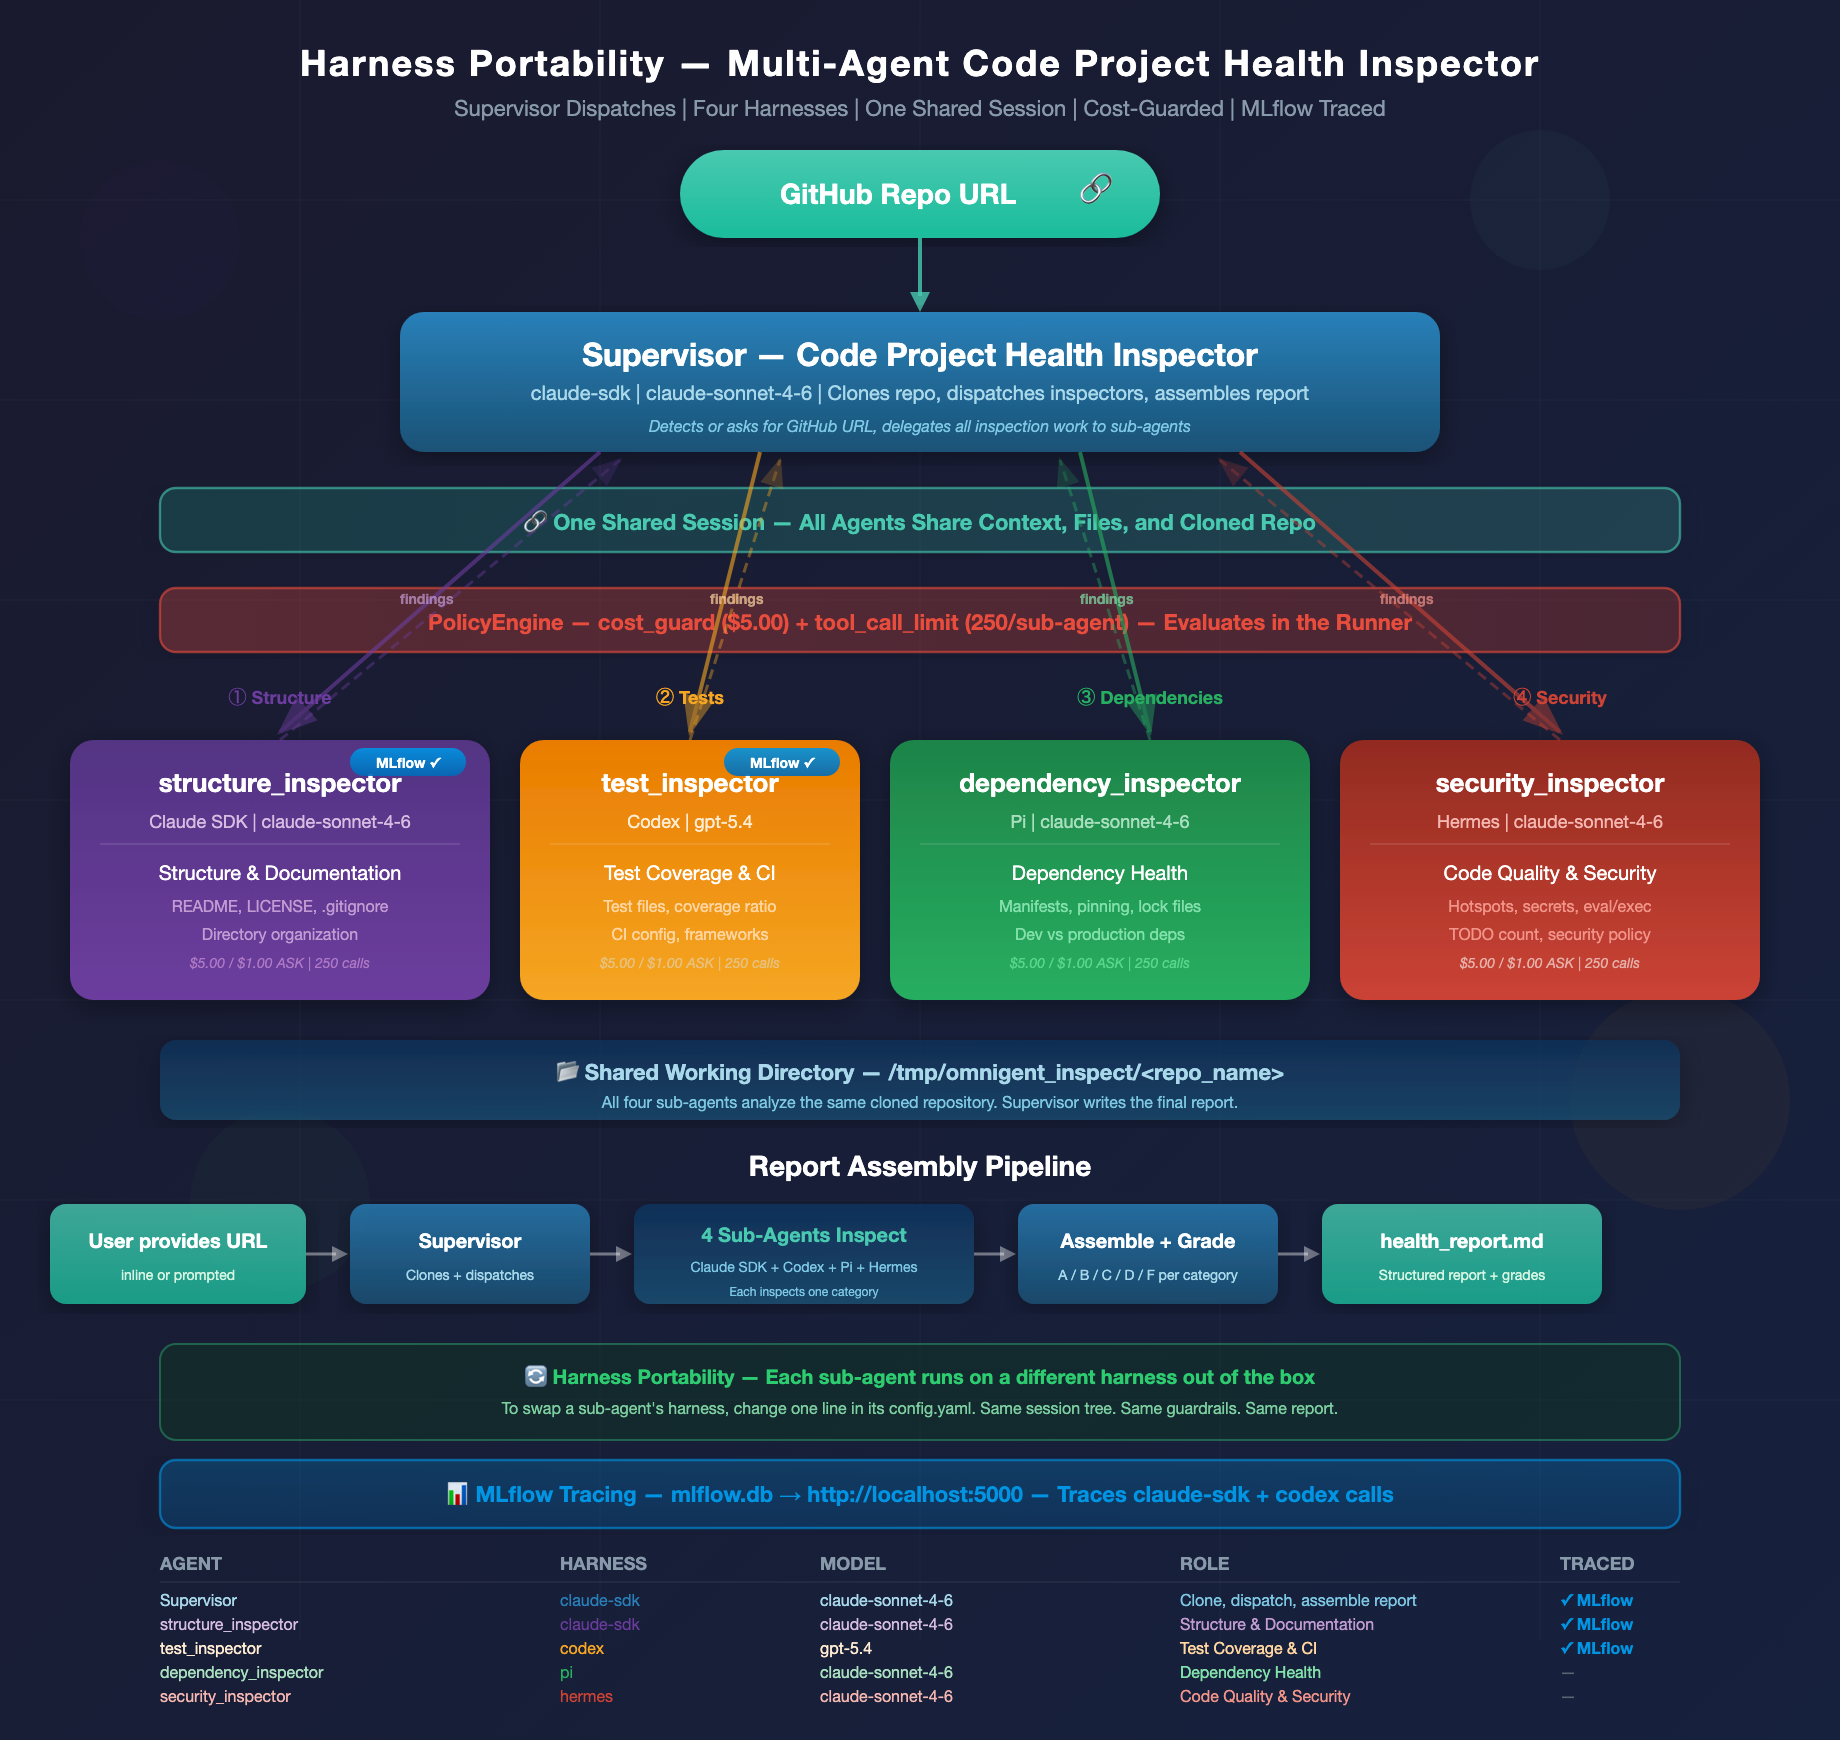 Harness Portability — Multi-Agent Code Project Health Inspector
Supervisor Dispatches | Four Harnesses | One Shared Session | Cost-Guarded | MLflow Traced
GitHub Repo URL
Supervisor — Code Project Health Inspector
claude-sdk | claude-sonnet-4-6 | Clones repo, dispatches inspectors, assembles report
Detects or asks for GitHub URL, delegates all inspection work to sub-agents
One Shared Session — All Agents Share Context, Files, and Cloned Repo
findings findings findings findings
PolicyEngine — cost_guard ($5.00) + tool_call_limit (250/sub-agent) — Evaluates in the Runner
① Structure
② Tests
③ Dependencies
④ Security
MLflow ✓
structure_inspector
Claude SDK | claude-sonnet-4-6
Structure & Documentation
README, LICENSE, .gitignore
Directory organization
$5.00 / $1.00 ASK | 250 calls
MLflow ✓
test_inspector
Codex | gpt-5.4
Test Coverage & CI
Test files, coverage ratio
CI config, frameworks
$5.00 / $1.00 ASK | 250 calls
dependency_inspector
Pi | claude-sonnet-4-6
Dependency Health
Manifests, pinning, lock files
Dev vs production deps
$5.00 / $1.00 ASK | 250 calls
security_inspector
Hermes | claude-sonnet-4-6
Code Quality & Security
Hotspots, secrets, eval/exec
TODO count, security policy
$5.00 / $1.00 ASK | 250 calls
Shared Working Directory — /tmp/omnigent_inspect/<repo_name>
All four sub-agents analyze the same cloned repository. Supervisor writes the final report.
Report Assembly Pipeline
User provides URL
inline or prompted
Supervisor
Clones + dispatches
4 Sub-Agents Inspect
Claude SDK + Codex + Pi + Hermes
Each inspects one category
Assemble + Grade
A / B / C / D / F per category
health_report.md
Structured report + grades
Harness Portability — Each sub-agent runs on a different harness out of the box
To swap a sub-agent's harness, change one line in its config.yaml. Same session tree. Same guardrails. Same report.
MLflow Tracing — mlflow.db → http://localhost:5000 — Traces claude-sdk + codex calls
AGENT HARNESS MODEL ROLE TRACED
Supervisor claude-sdk claude-sonnet-4-6 Clone, dispatch, assemble report ✓ MLflow
structure_inspector claude-sdk claude-sonnet-4-6 Structure & Documentation ✓ MLflow
test_inspector codex gpt-5.4 Test Coverage & CI ✓ MLflow
dependency_inspector pi claude-sonnet-4-6 Dependency Health —
security_inspector hermes claude-sonnet-4-6 Code Quality & Security —